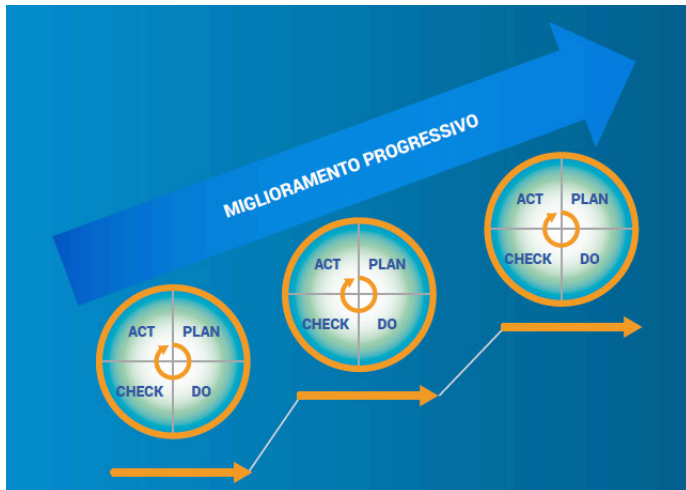 MIGLIORAMENTO PROGRESSIVO
ACT PLAN
CHECK DO
ACT PLAN
CHECK DO
ACT PLAN
CHECK DO